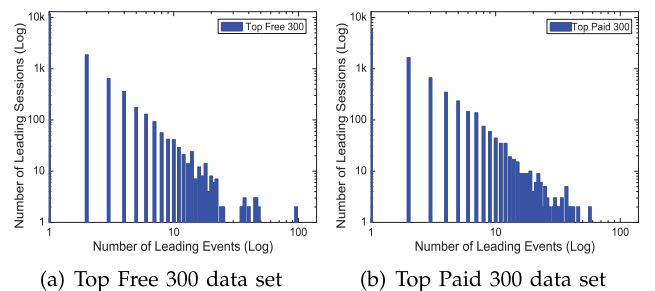 10k
1k
100
10
1
1 10 100
Number of Leading Sessions (Log)
Number of Leading Events (Log)
Top Free 300
(a) Top Free 300 data set
10k
1k
100
10
1
1 10 100
Number of Leading Sessions (Log)
Number of Leading Events (Log)
Top Paid 300
(b) Top Paid 300 data set